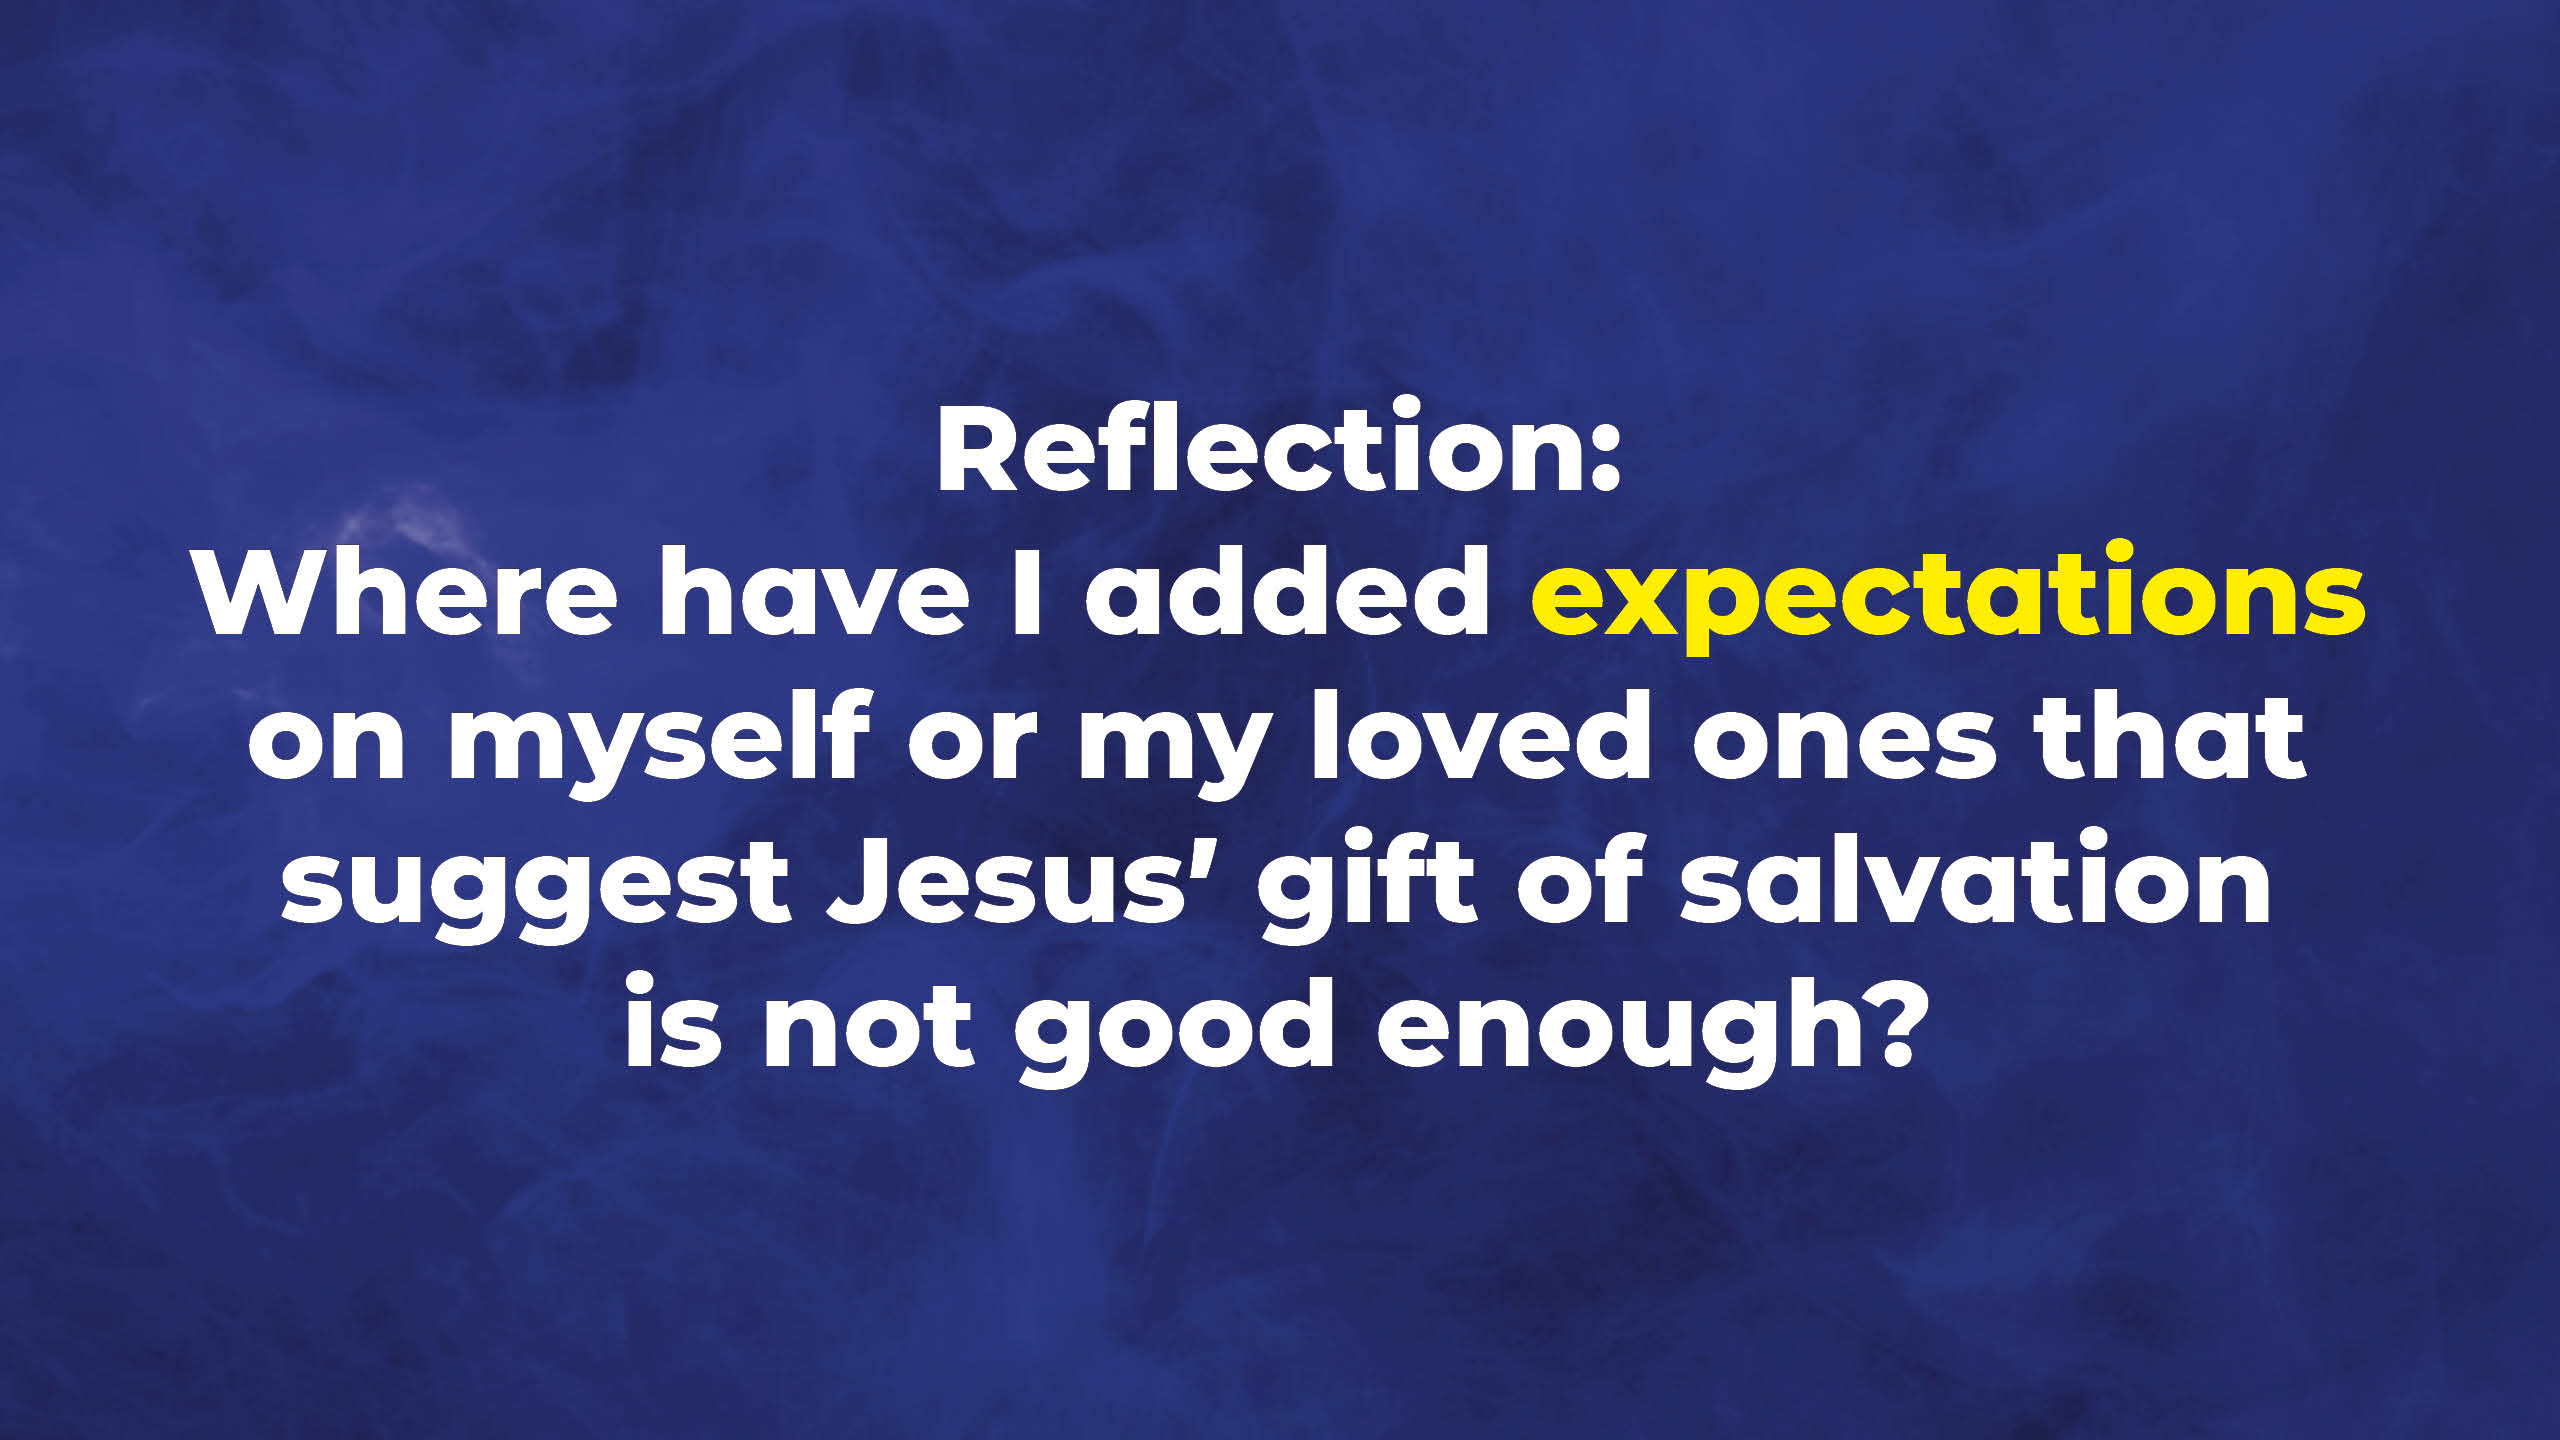 Reflection:
Where have I added expectations
on myself or my loved ones that
suggest Jesus’ gift of salvation
is not good enough?